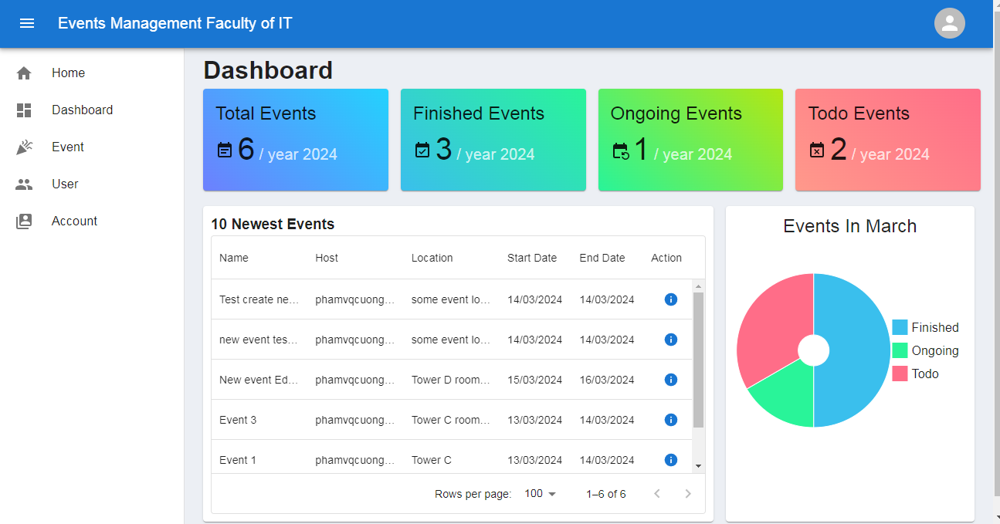 Events Management Faculty of IT
Home
Dashboard
Event
User
Account
Dashboard
Total Events
6 / year 2024
Finished Events
3 / year 2024
Ongoing Events
1 / year 2024
Todo Events
2 / year 2024
10 Newest Events
Name Host Location Start Date End Date Action
Test create ne... phamvqcuong... some event lo... 14/03/2024 14/03/2024
new event tes... phamvqcuong... some event lo... 14/03/2024 14/03/2024
New event Ed... phamvqcuong... Tower D room... 15/03/2024 16/03/2024
Event 3 phamvqcuong... Tower C room... 13/03/2024 14/03/2024
Event 1 phamvqcuong... Tower C 13/03/2024 14/03/2024
Rows per page: 100 1–6 of 6
Events In March
Finished
Ongoing
Todo